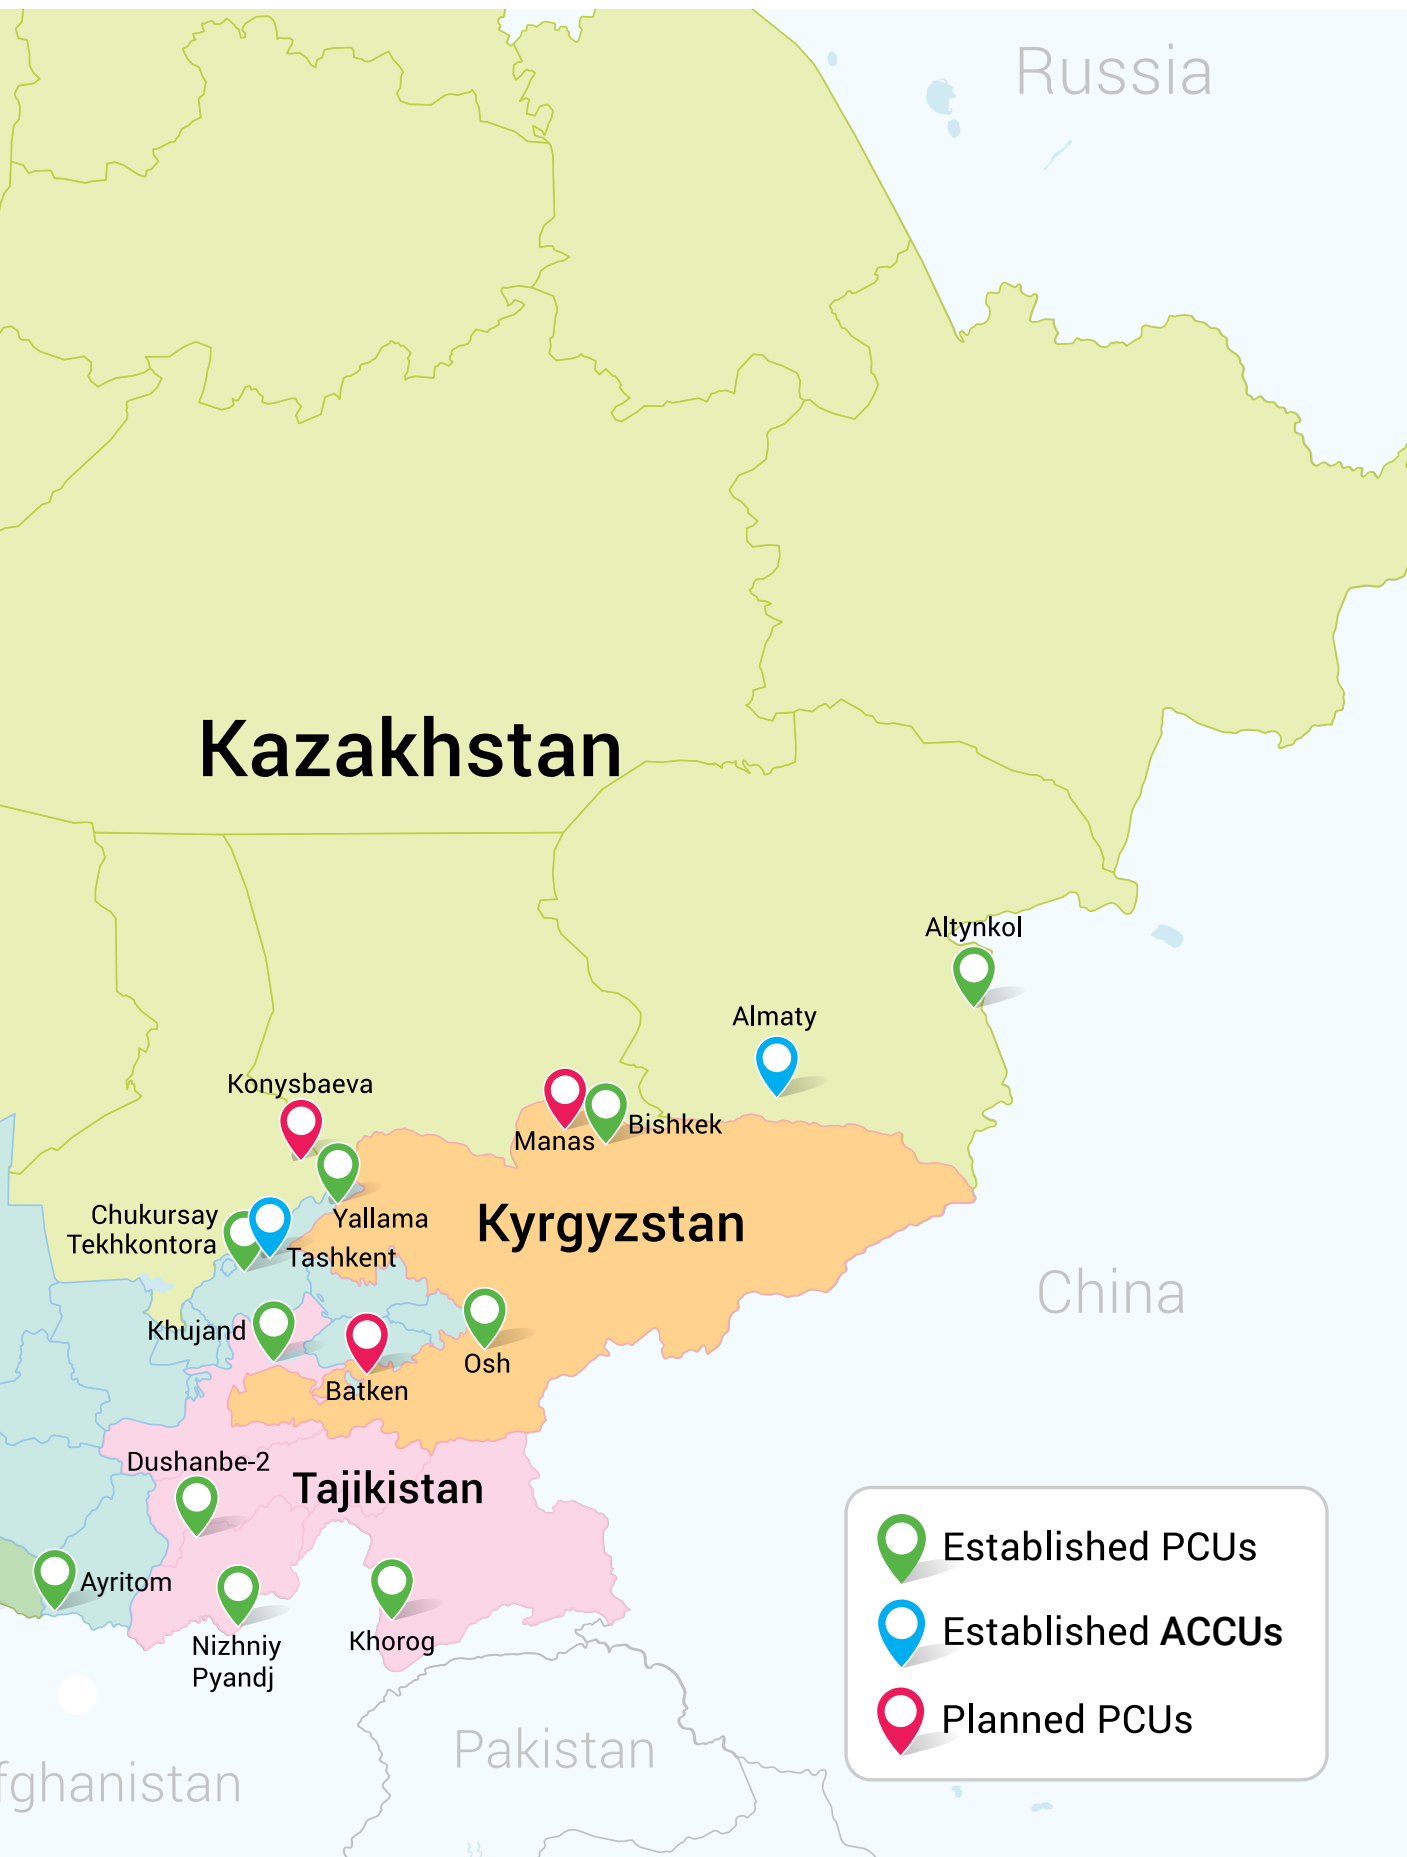 Russia
Kazakhstan
Altynkol
Almaty
Konysbaeva
Manas
Bishkek
Chukursay
Tekhkontora
Yallama
Tashkent
Kyrgyzstan
China
Khujand
Osh
Batken
Dushanbe-2
Tajikistan
Ayritom
Nizhniy
Pyandj
Khorog
Pakistan
fghanistan
Established PCUs
Established ACCUs
Planned PCUs